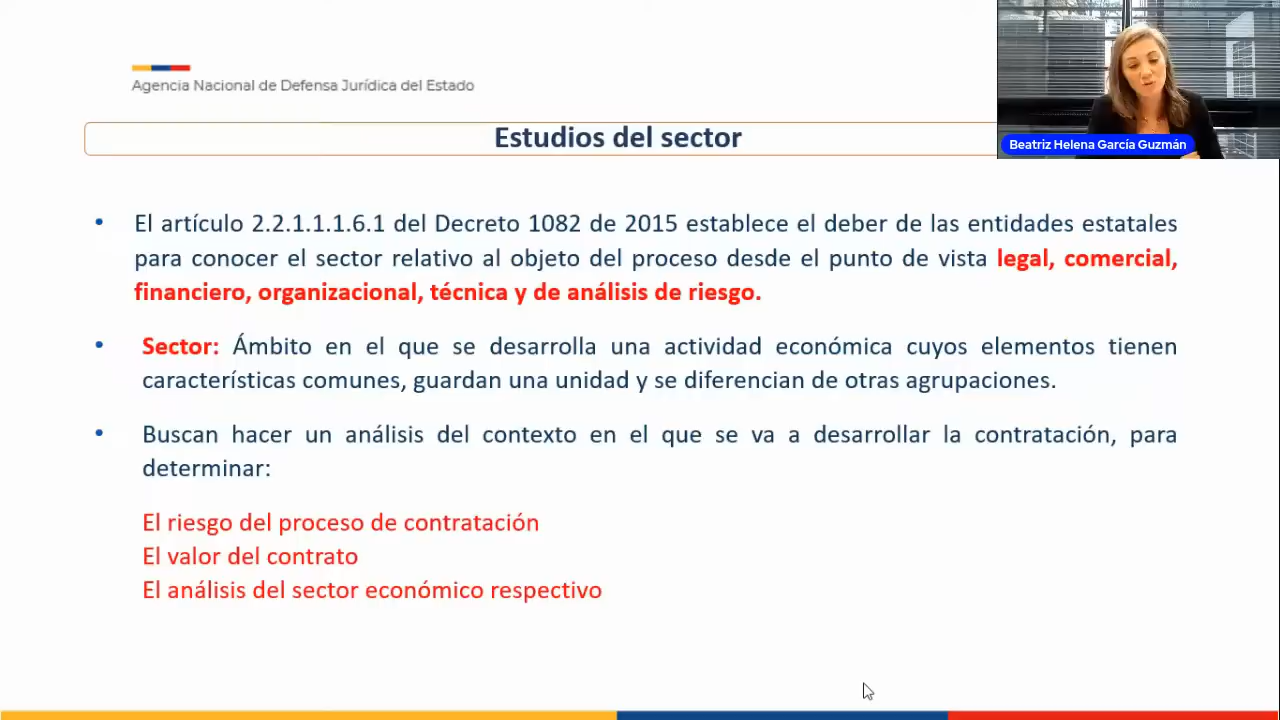 Agencia Nacional de Defensa Jurídica del Estado
Estudios del sector
Beatriz Helena García Guzmán
• El artículo 2.2.1.1.1.6.1 del Decreto 1082 de 2015 establece el deber de las entidades estatales
para conocer el sector relativo al objeto del proceso desde el punto de vista legal, comercial,
financiero, organizacional, técnica y de análisis de riesgo.
• Sector: Ámbito en el que se desarrolla una actividad económica cuyos elementos tienen
características comunes, guardan una unidad y se diferencian de otras agrupaciones.
• Buscan hacer un análisis del contexto en el que se va a desarrollar la contratación, para
determinar:
El riesgo del proceso de contratación
El valor del contrato
El análisis del sector económico respectivo